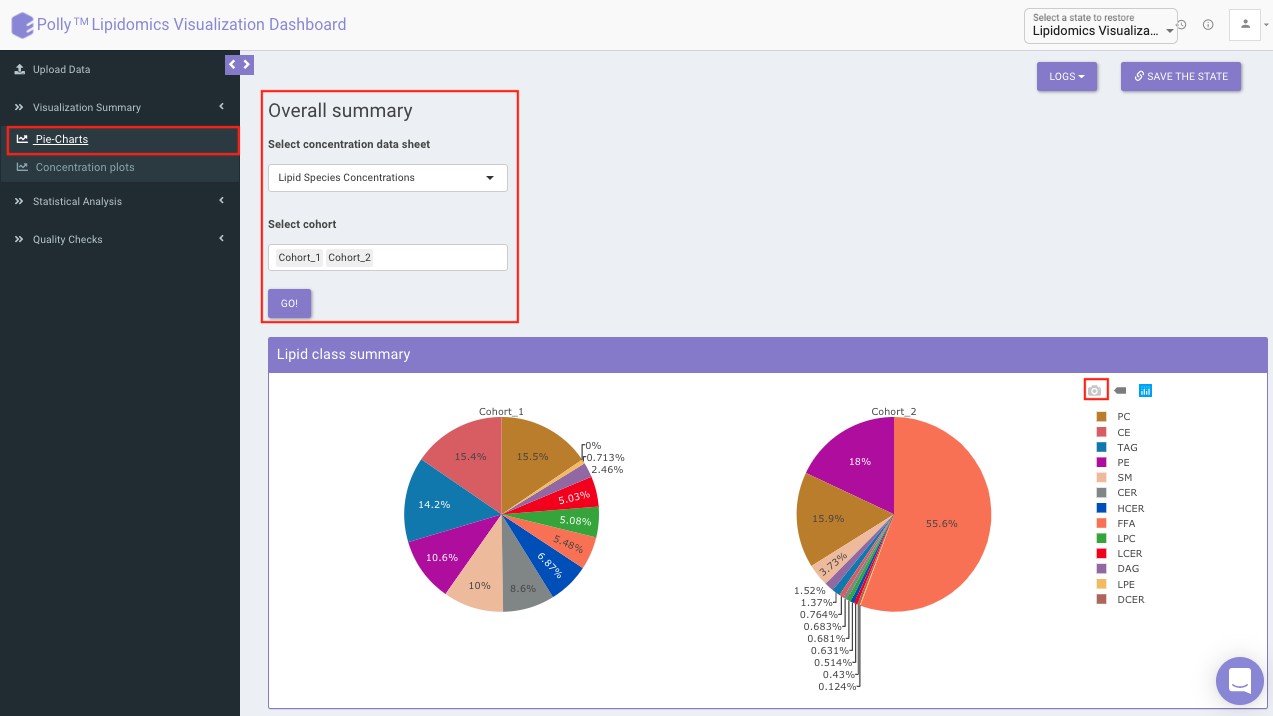 Polly™ Lipidomics Visualization Dashboard
Select a state to restore
Lipidomics Visualiza...
Upload Data
Visualization Summary
Pie-Charts
Concentration plots
Statistical Analysis
Quality Checks
LOGS
SAVE THE STATE
Overall summary
Select concentration data sheet
Lipid Species Concentrations
Select cohort
Cohort_1 Cohort_2
GO!
Lipid class summary
Cohort_1
15.4%
15.5%
0%
0.713%
2.46%
5.03%
5.08%
5.48%
6.87%
8.6%
10%
10.6%
14.2%
Cohort_2
18%
55.6%
15.9%
3.73%
1.52%
1.37%
0.764%
0.683%
0.681%
0.631%
0.514%
0.43%
0.124%
PC
CE
TAG
PE
SM
CER
HCER
FFA
LPC
LCER
DAG
LPE
DCER